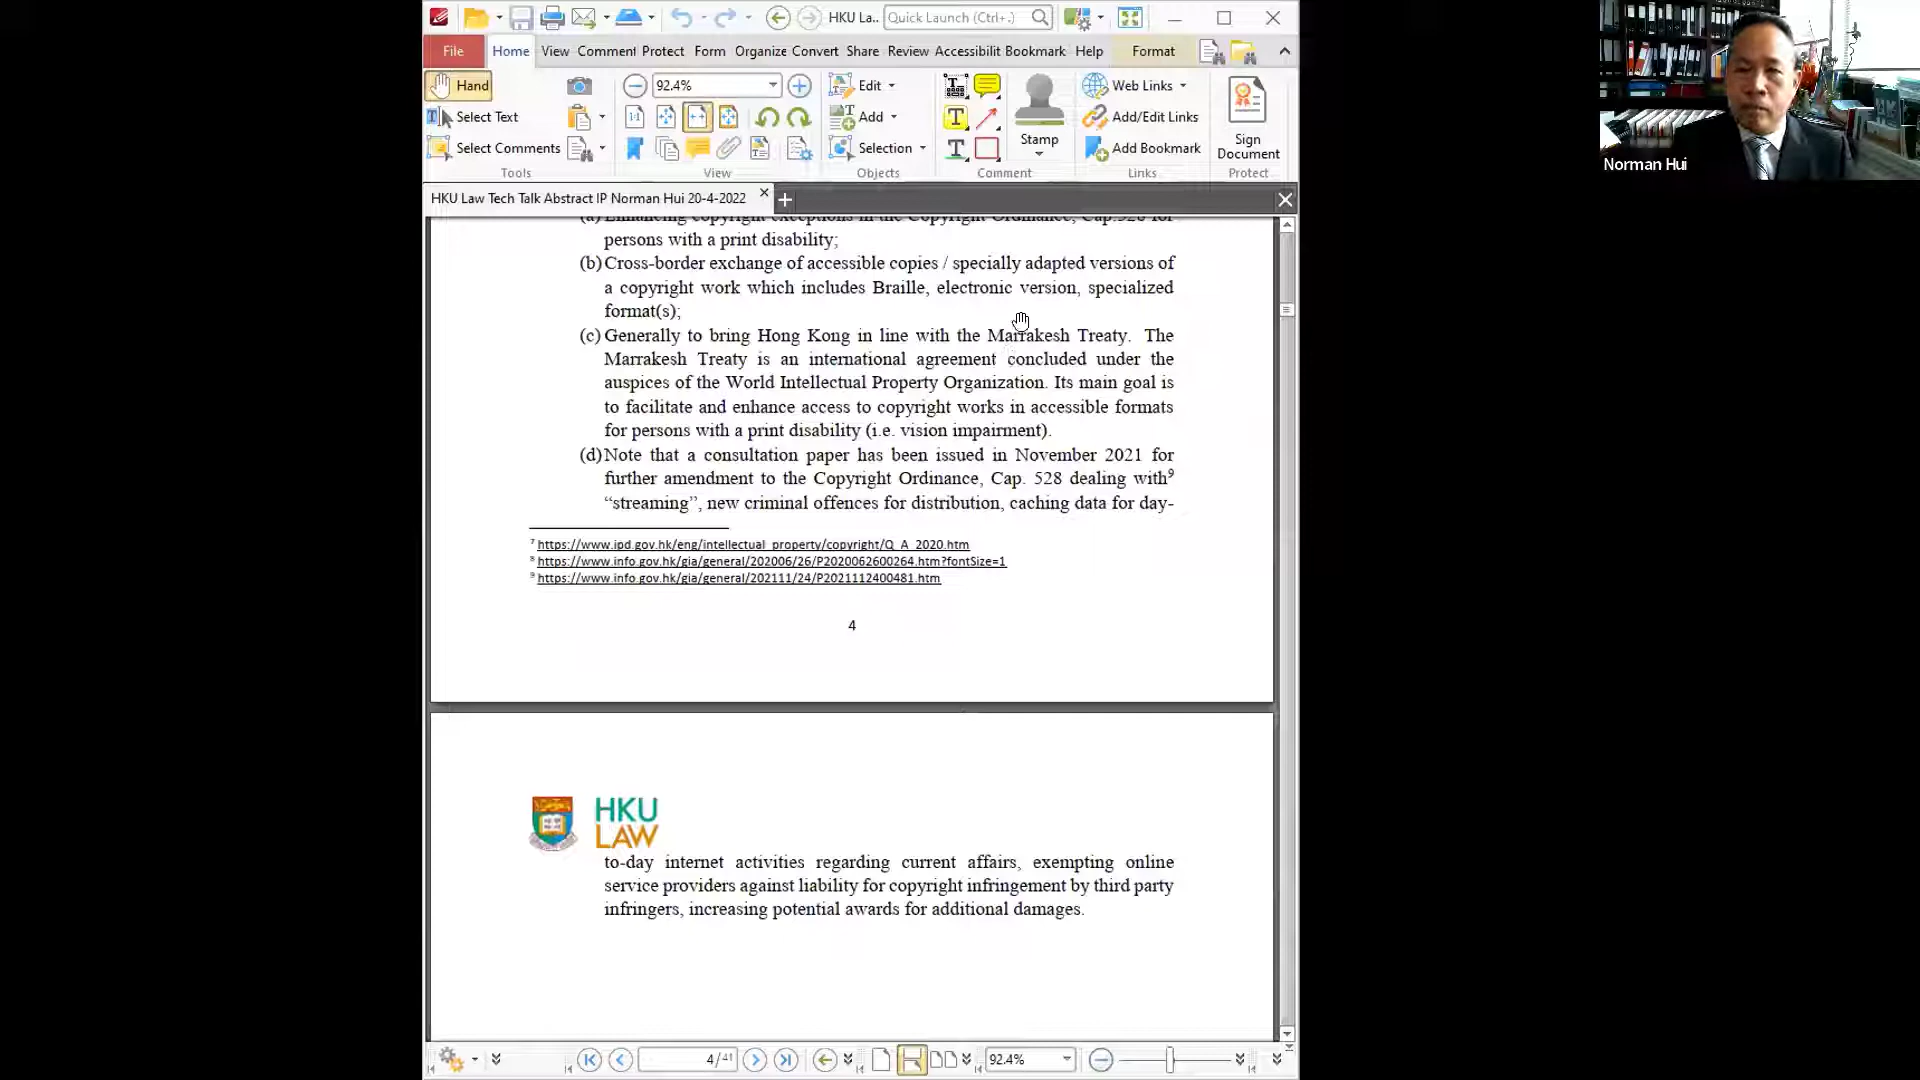 HKU La..
Quick Launch (Ctrl+.)
File Home View Comment Protect Form Organize Convert Share Review Accessibilit Bookmark Help Format
Hand
Select Text
Select Comments
Tools
92.4%
View
Edit
Add
Selection
Objects
Comment
Stamp
Web Links
Add/Edit Links
Add Bookmark
Links
Sign
Document
Protect
Norman Hui
HKU Law Tech Talk Abstract IP Norman Hui 20-4-2022
(a) Enhancing copyright exceptions in the Copyright Ordinance, Cap.528 for
persons with a print disability;
(b) Cross-border exchange of accessible copies / specially adapted versions of
a copyright work which includes Braille, electronic version, specialized
format(s);
(c) Generally to bring Hong Kong in line with the Marrakesh Treaty. The
Marrakesh Treaty is an international agreement concluded under the
auspices of the World Intellectual Property Organization. Its main goal is
to facilitate and enhance access to copyright works in accessible formats
for persons with a print disability (i.e. vision impairment).
(d) Note that a consultation paper has been issued in November 2021 for
further amendment to the Copyright Ordinance, Cap. 528 dealing with⁹
“streaming”, new criminal offences for distribution, caching data for day-
⁷ https://www.ipd.gov.hk/eng/intellectual_property/copyright/Q_A_2020.htm
⁸ https://www.info.gov.hk/gia/general/202006/26/P2020062600264.htm?fontSize=1
⁹ https://www.info.gov.hk/gia/general/202111/24/P2021112400481.htm
4
HKU
LAW
to-day internet activities regarding current affairs, exempting online
service providers against liability for copyright infringement by third party
infringers, increasing potential awards for additional damages.
4/41
92.4%